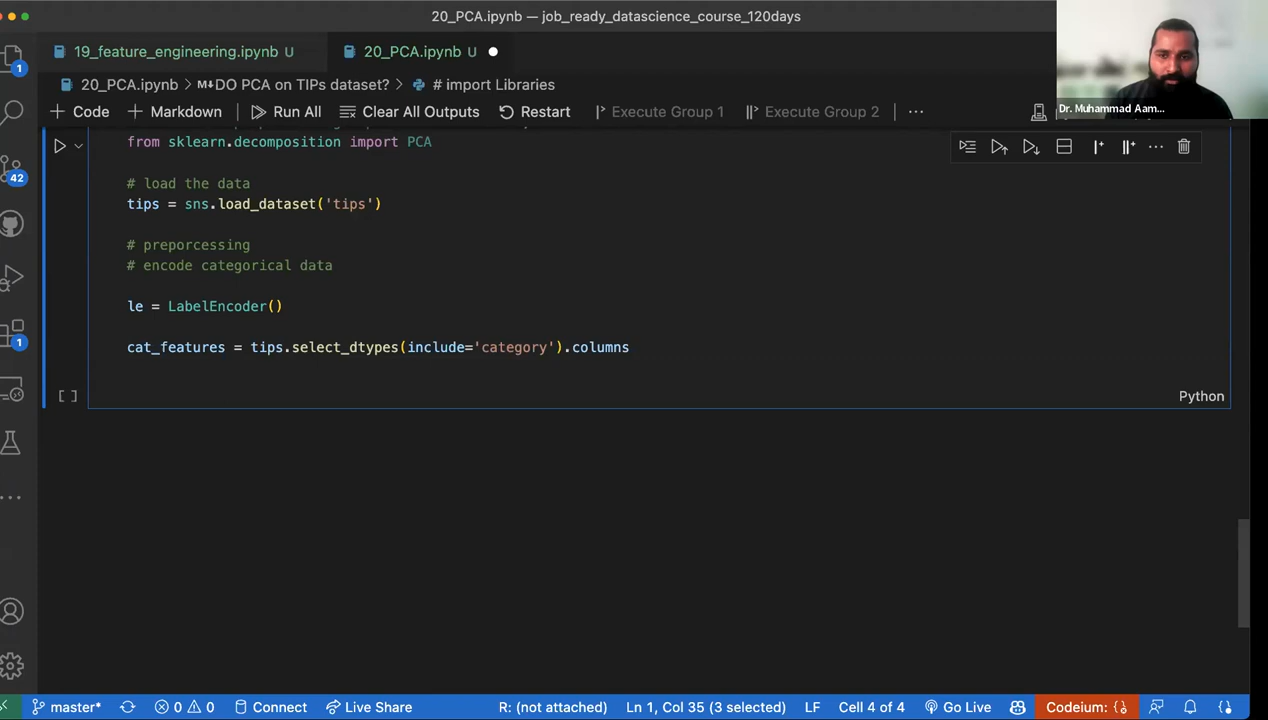 20_PCA.ipynb — job_ready_datascience_course_120days
19_feature_engineering.ipynb U
20_PCA.ipynb U
20_PCA.ipynb > M↓DO PCA on TIPs dataset? > # import Libraries
+ Code + Markdown Run All Clear All Outputs Restart Execute Group 1 Execute Group 2 ...
Dr. Muhammad Aam...
from sklearn.decomposition import PCA
# load the data
tips = sns.load_dataset('tips')
# preporcessing
# encode categorical data
le = LabelEncoder()
cat_features = tips.select_dtypes(include='category').columns
[ ]
Python
1
42
1
master* 0 0 Connect Live Share R: (not attached) Ln 1, Col 35 (3 selected) LF Cell 4 of 4 Go Live Codeium: {}